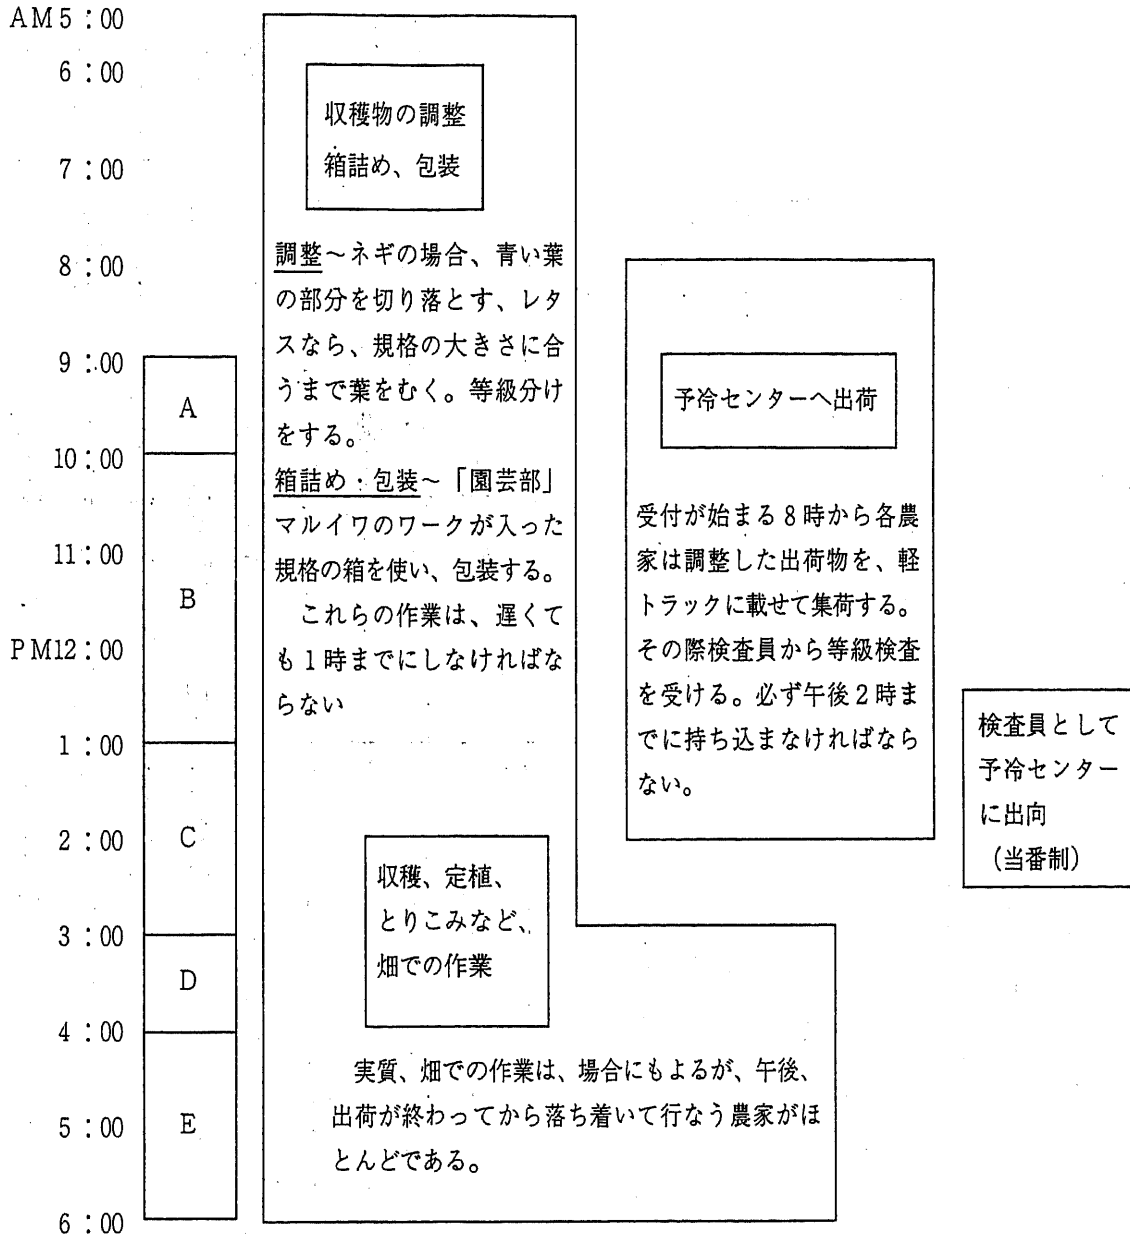 AM5:00
6:00
7:00
8:00
9:00
10:00
11:00
PM12:00
1:00
2:00
3:00
4:00
5:00
6:00
A
B
C
D
E
収穫物の調整
箱詰め、包装
調整～ネギの場合、青い葉
の部分を切り落とす、レタ
スなら、規格の大きさに合
うまで葉をむく。等級分け
をする。
箱詰め・包装～「園芸部」
マルイワのワークが入った
規格の箱を使い、包装する。
これらの作業は、遅くて
も1時までにしなければな
らない
収穫、定植、
とりこみなど、
畑での作業
実質、畑での作業は、場合にもよるが、午後、
出荷が終わってから落ち着いて行なう農家がほ
とんどである。
予冷センターへ出荷
受付が始まる8時から各農
家は調整した出荷物を、軽
トラックに載せて集荷する。
その際検査員から等級検査
を受ける。必ず午後2時ま
でに持ち込まなければなら
ない。
検査員として
予冷センター
に出向
（当番制）